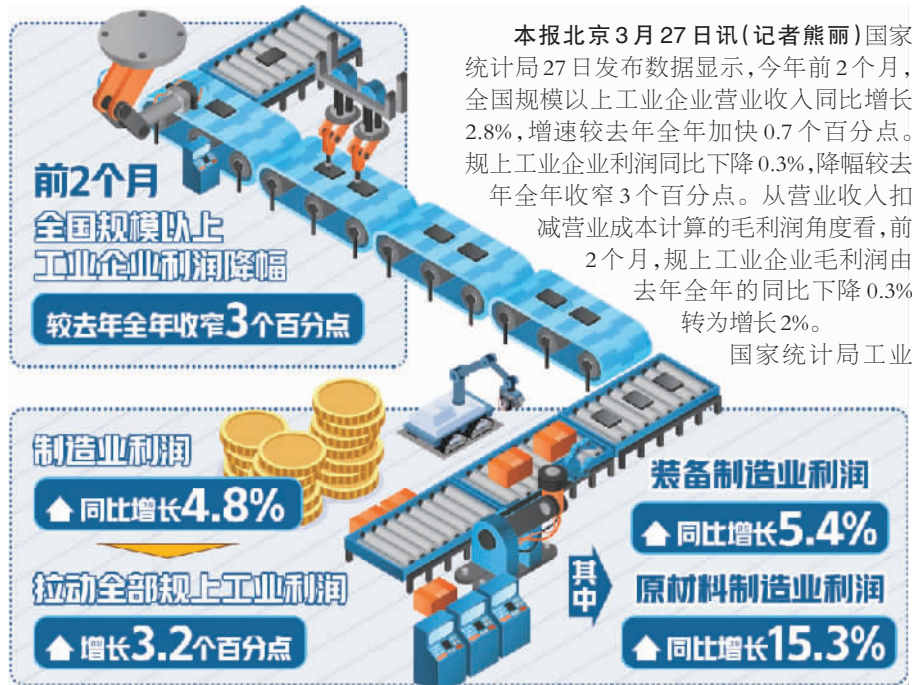 本报北京3月27日讯(记者熊丽)国家
统计局27日发布数据显示,今年前2个月,
全国规模以上工业企业营业收入同比增长
2.8%,增速较去年全年加快0.7个百分点。
规上工业企业利润同比下降0.3%,降幅较去
年全年收窄3个百分点。从营业收入扣
减营业成本计算的毛利润角度看,前
2个月,规上工业企业毛利润由
去年全年的同比下降0.3%
转为增长2%。
国家统计局工业
前2个月
全国规模以上
工业企业利润降幅
较去年全年收窄3个百分点
制造业利润
同比增长4.8%
拉动全部规上工业利润
增长3.2个百分点
其中
装备制造业利润
同比增长5.4%
原材料制造业利润
同比增长15.3%